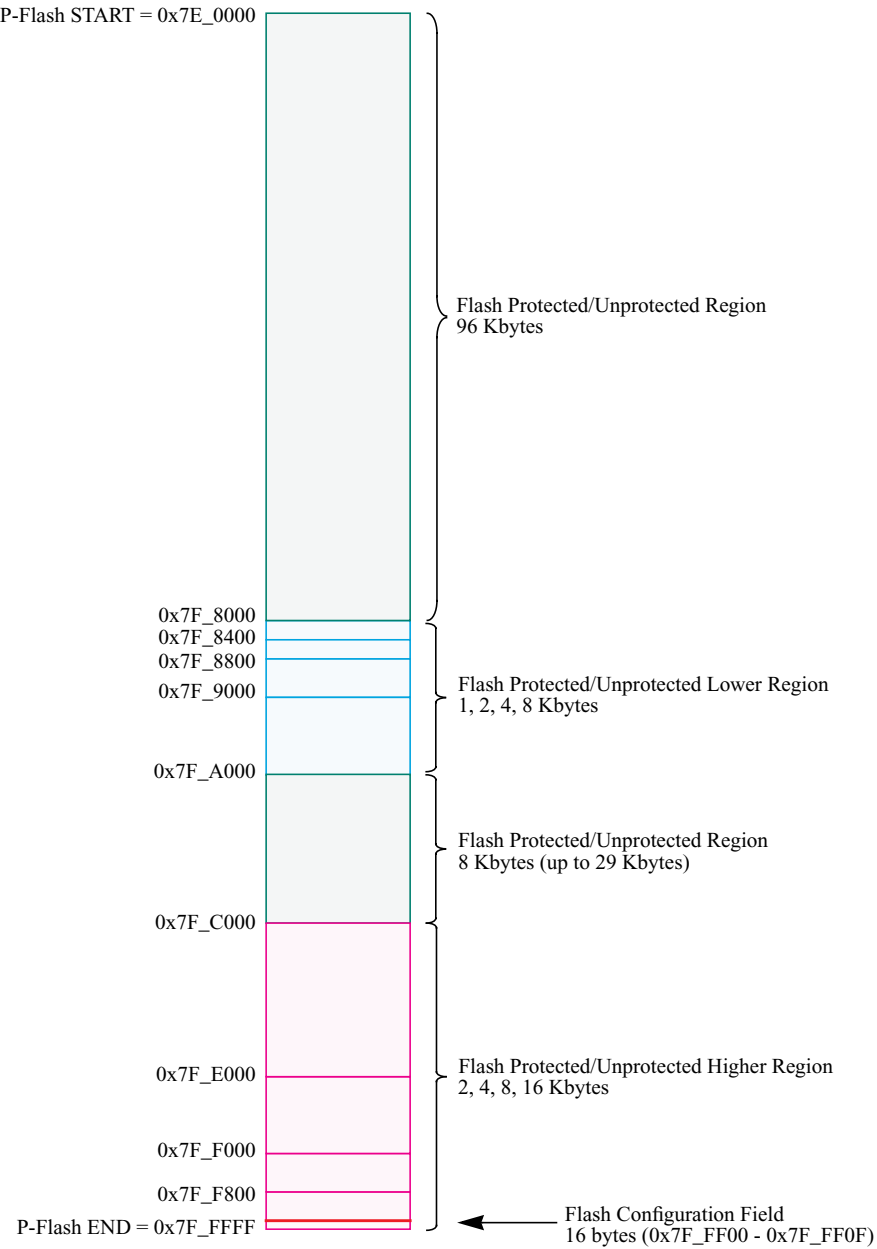 P-Flash START = 0x7E_0000
Flash Protected/Unprotected Region
96 Kbytes
0x7F_8000
0x7F_8400
0x7F_8800
0x7F_9000
Flash Protected/Unprotected Lower Region
1, 2, 4, 8 Kbytes
0x7F_A000
Flash Protected/Unprotected Region
8 Kbytes (up to 29 Kbytes)
0x7F_C000
Flash Protected/Unprotected Higher Region
2, 4, 8, 16 Kbytes
0x7F_E000
0x7F_F000
0x7F_F800
P-Flash END = 0x7F_FFFF
Flash Configuration Field
16 bytes (0x7F_FF00 - 0x7F_FF0F)